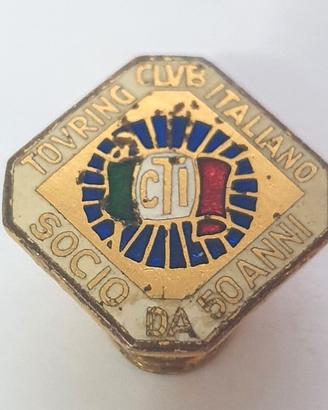 TOVRING CLVB ITALIANO
CTI
SOCIO DA 50 ANNI